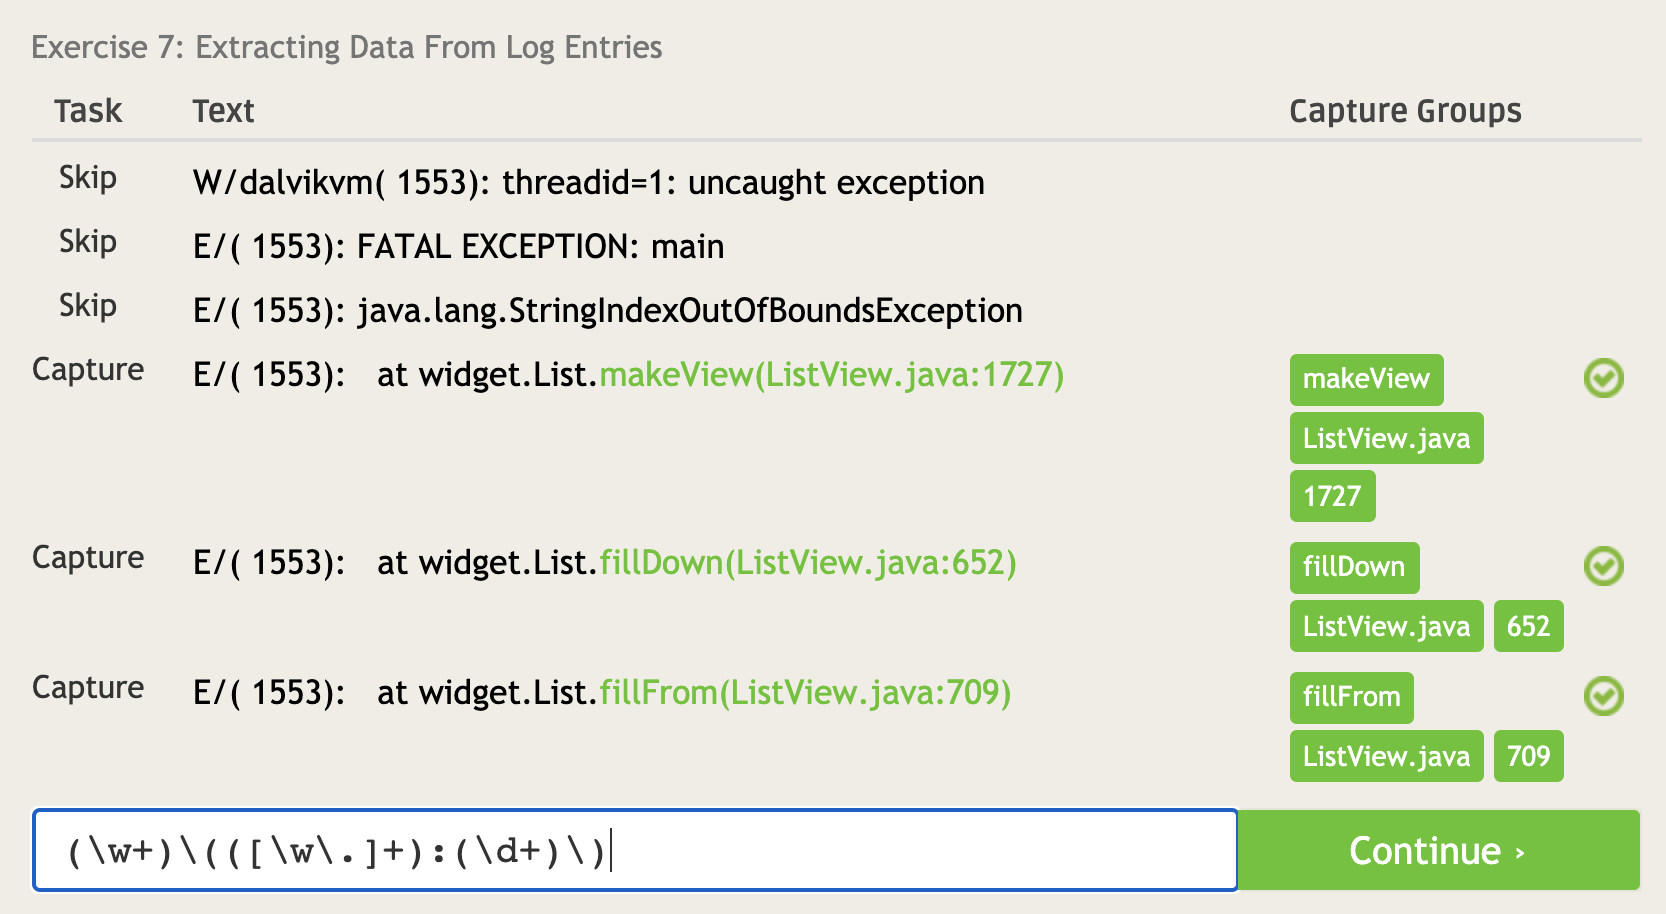 Exercise 7: Extracting Data From Log Entries
Task Text Capture Groups
Skip W/dalvikvm( 1553): threadid=1: uncaught exception
Skip E/( 1553): FATAL EXCEPTION: main
Skip E/( 1553): java.lang.StringIndexOutOfBoundsException
Capture E/( 1553):   at widget.List.makeView(ListView.java:1727) makeView
ListView.java
1727
Capture E/( 1553):   at widget.List.fillDown(ListView.java:652) fillDown
ListView.java 652
Capture E/( 1553):   at widget.List.fillFrom(ListView.java:709) fillFrom
ListView.java 709
(\w+)\(([\w\.]+):(\d+)\) Continue ›